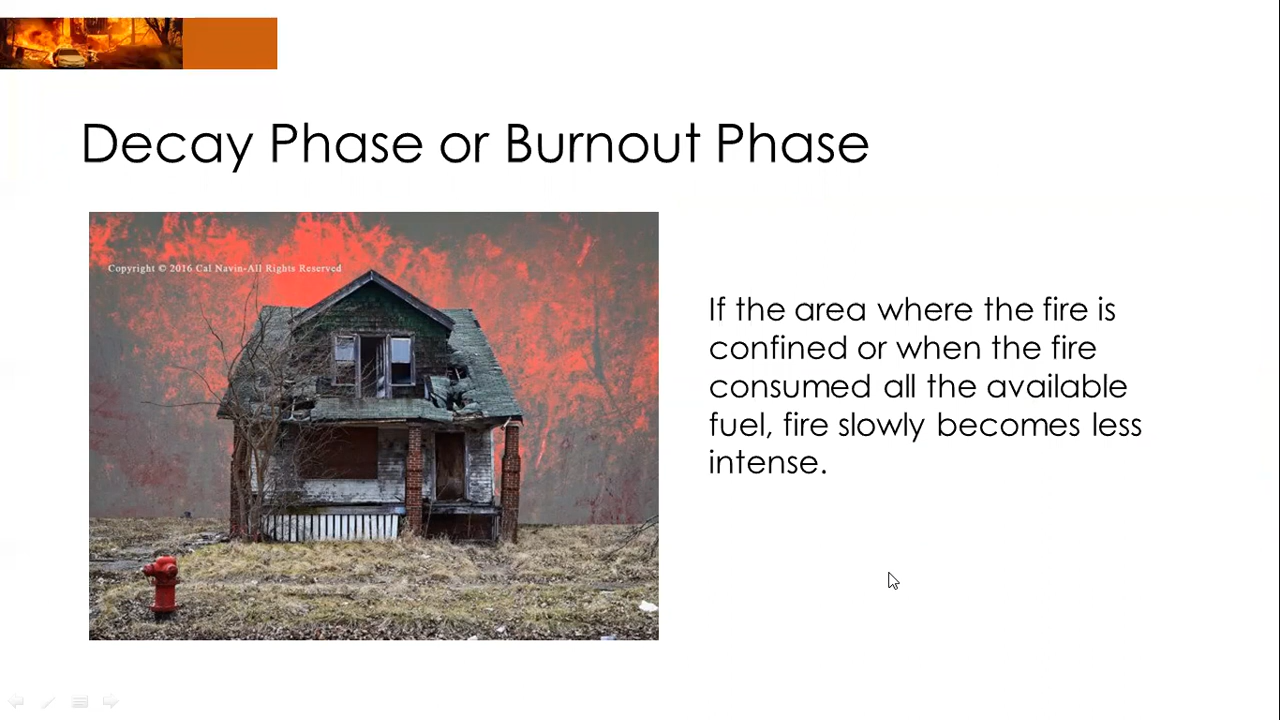 Decay Phase or Burnout Phase
Copyright © 2016 Cal Navin-All Rights Reserved
If the area where the fire is
confined or when the fire
consumed all the available
fuel, fire slowly becomes less
intense.